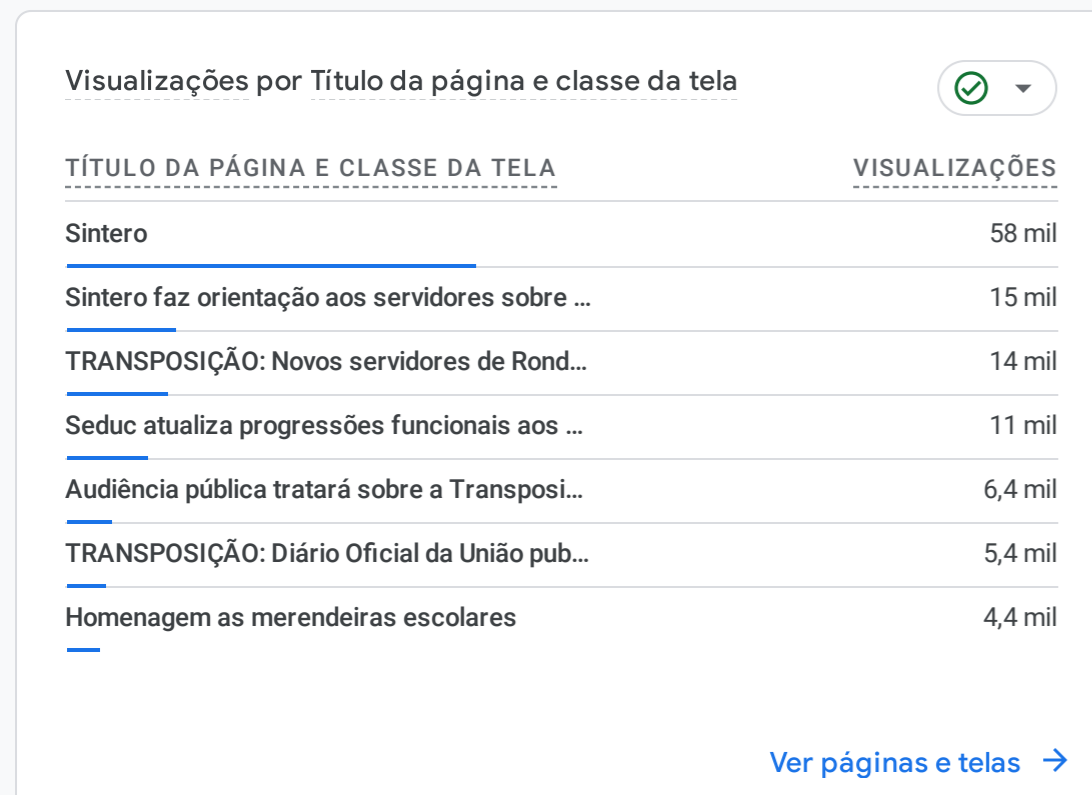 Visualizações por Título da página e classe da tela
TÍTULO DA PÁGINA E CLASSE DA TELA VISUALIZAÇÕES
Sintero 58 mil
Sintero faz orientação aos servidores sobre ... 15 mil
TRANSPOSIÇÃO: Novos servidores de Rond... 14 mil
Seduc atualiza progressões funcionais aos ... 11 mil
Audiência pública tratará sobre a Transposi... 6,4 mil
TRANSPOSIÇÃO: Diário Oficial da União pub... 5,4 mil
Homenagem as merendeiras escolares 4,4 mil
Ver páginas e telas